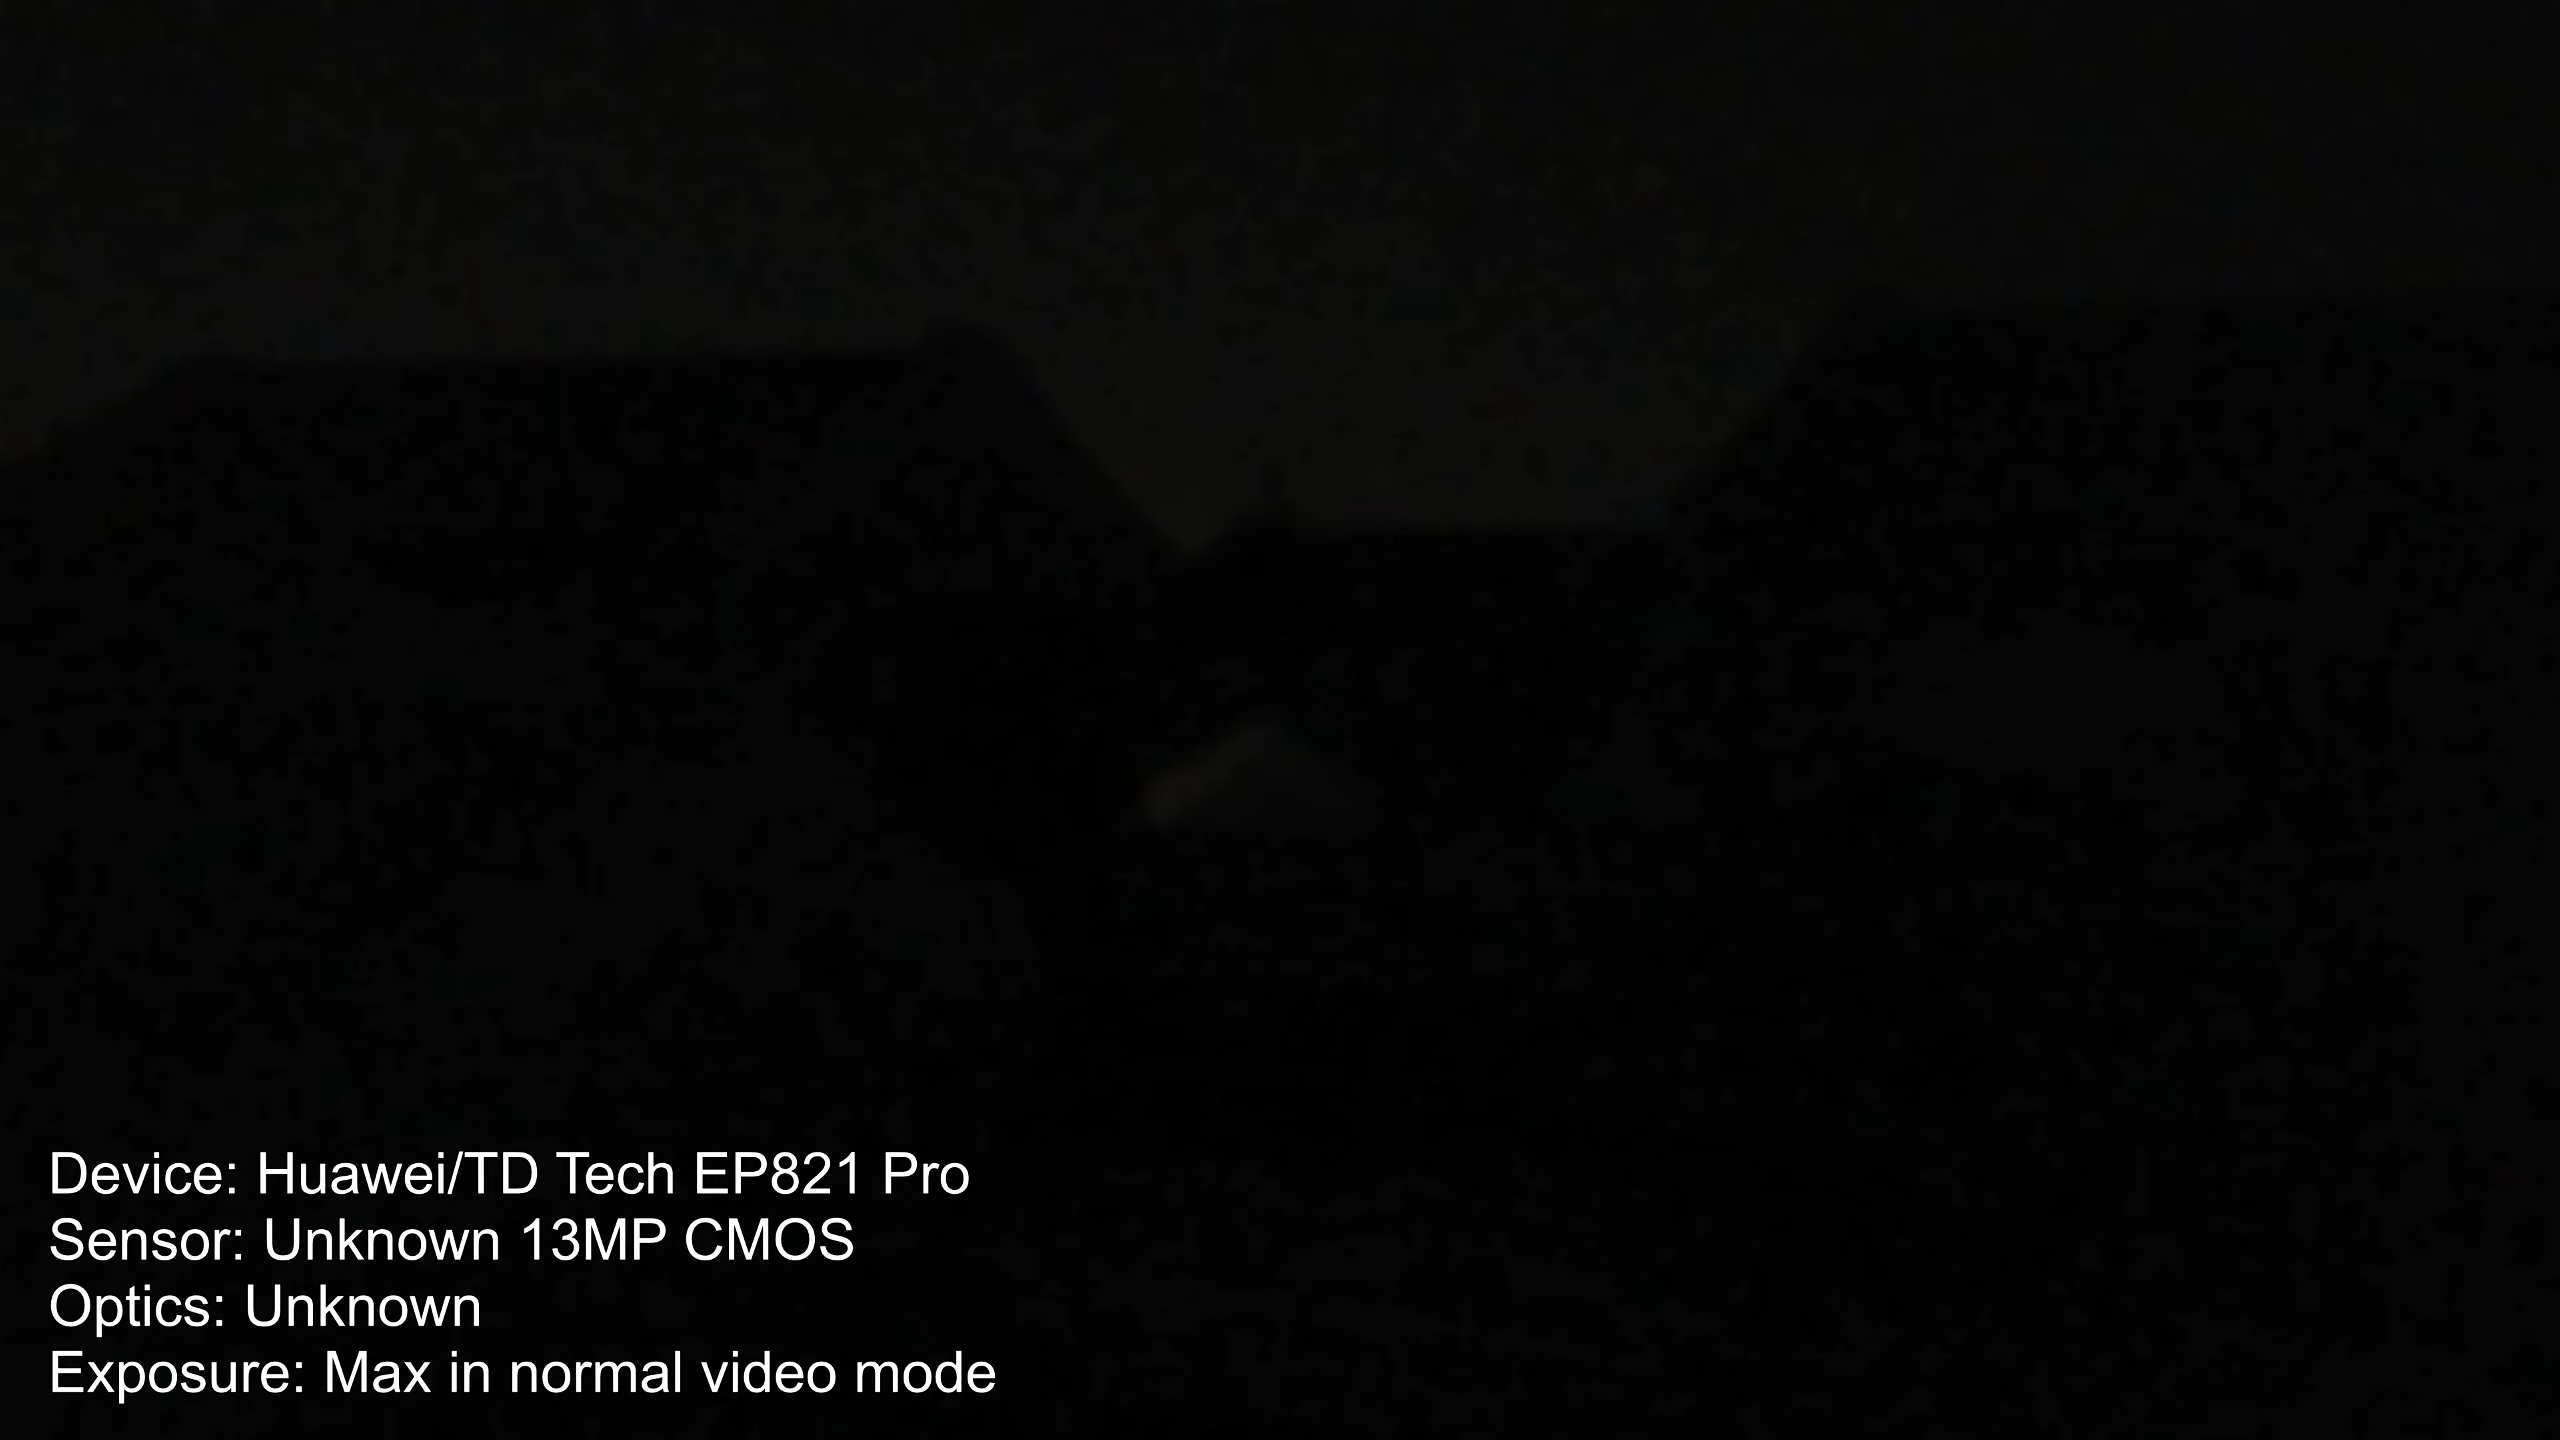 Device: Huawei/TD Tech EP821 Pro
Sensor: Unknown 13MP CMOS
Optics: Unknown
Exposure: Max in normal video mode